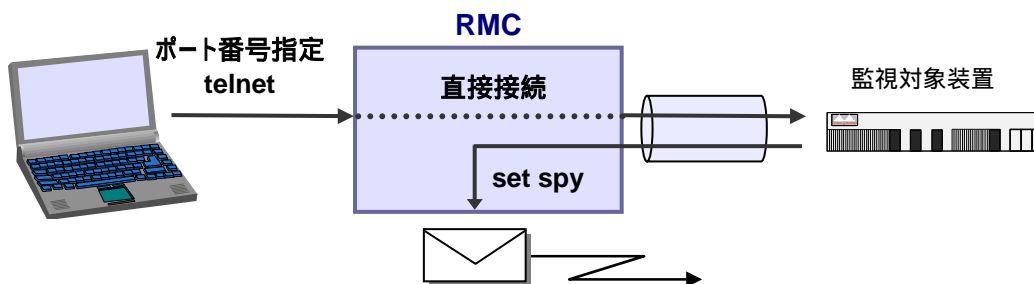 RMC
ポート番号指定
telnet
直接接続
監視対象装置
set spy